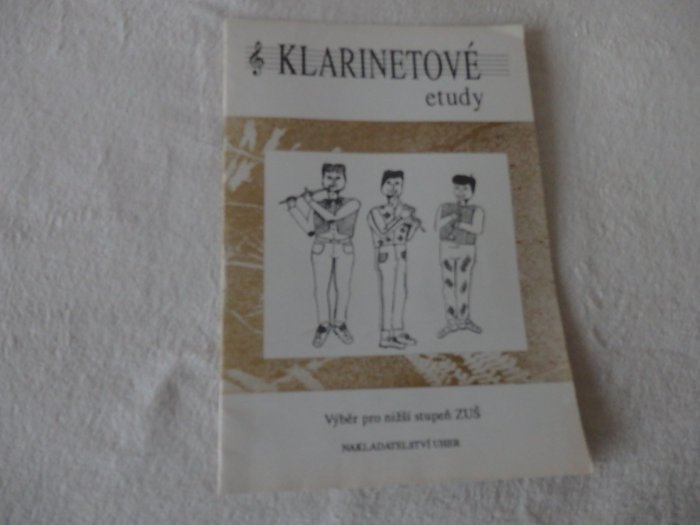 KLARINETOVÉ
etudy
Výběr pro nižší stupeň ZUŠ
NAKLADATELSTVÍ UHER